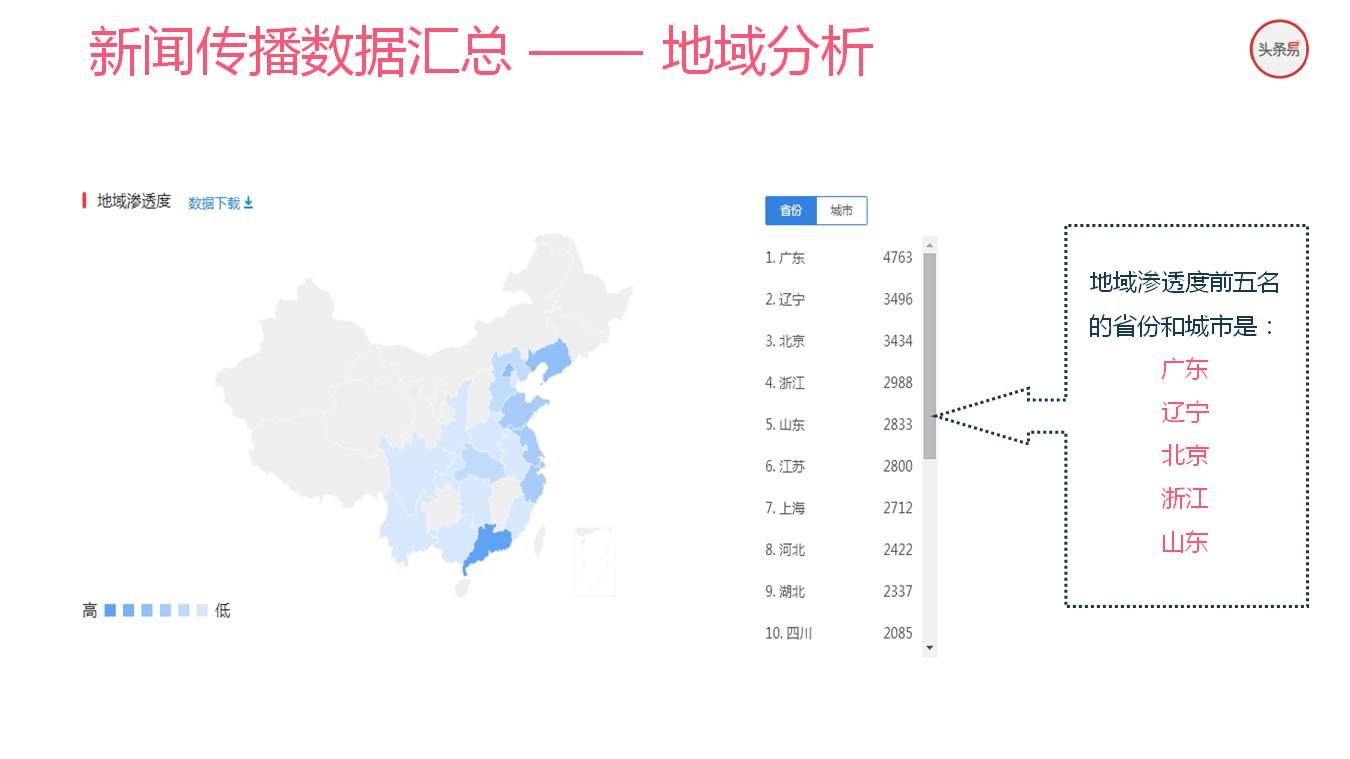 新闻传播数据汇总 —— 地域分析
头条易
地域渗透度 数据下载
高 低
省份 城市
1. 广东 4763
2. 辽宁 3496
3. 北京 3434
4. 浙江 2988
5. 山东 2833
6. 江苏 2800
7. 上海 2712
8. 河北 2422
9. 湖北 2337
10. 四川 2085
地域渗透度前五名
的省份和城市是：
广东
辽宁
北京
浙江
山东